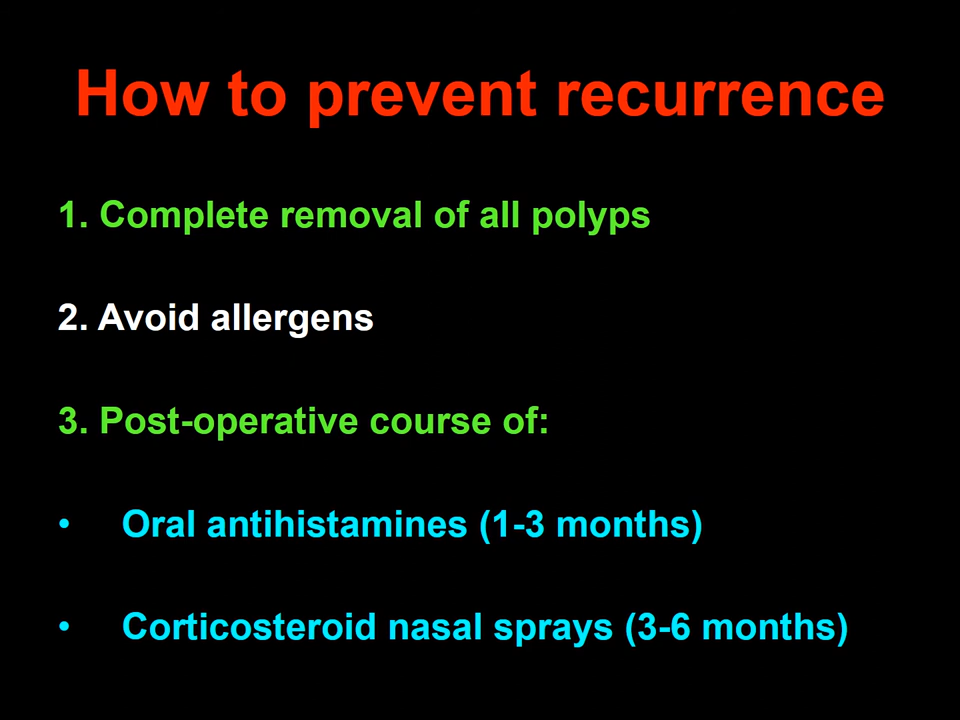 How to prevent recurrence
1. Complete removal of all polyps
2. Avoid allergens
3. Post-operative course of:
• Oral antihistamines (1-3 months)
• Corticosteroid nasal sprays (3-6 months)